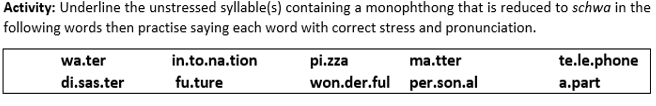 Activity: Underline the unstressed syllable(s) containing a monophthong that is reduced to schwa in the
following words then practise saying each word with correct stress and pronunciation.
wa.ter in.to.na.tion pi.zza ma.tter te.le.phone
di.sas.ter fu.ture won.der.ful per.son.al a.part